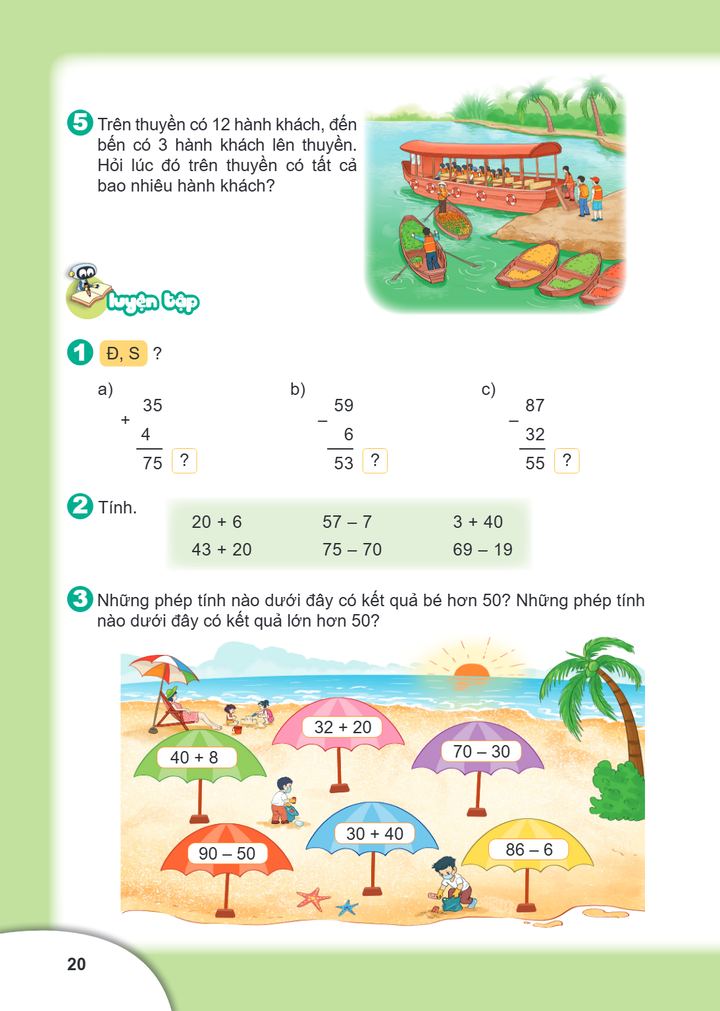 5 Trên thuyền có 12 hành khách, đến
bến có 3 hành khách lên thuyền.
Hỏi lúc đó trên thuyền có tất cả
bao nhiêu hành khách?
luyện tập
1 Đ, S ?
a) b) c)
35 59 87
+ – –
4 6 32
75 ? 53 ? 55 ?
2 Tính.
20 + 6 57 – 7 3 + 40
43 + 20 75 – 70 69 – 19
3 Những phép tính nào dưới đây có kết quả bé hơn 50? Những phép tính
nào dưới đây có kết quả lớn hơn 50?
32 + 20
40 + 8 70 – 30
30 + 40
90 – 50 86 – 6
20